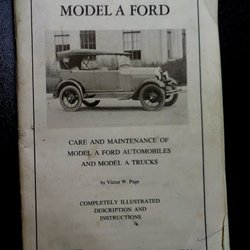 MODEL A FORD
CARE AND MAINTENANCE OF
MODEL A FORD AUTOMOBILES
AND MODEL A TRUCKS
by Victor W. Page
COMPLETELY ILLUSTRATED
DESCRIPTION AND
INSTRUCTIONS